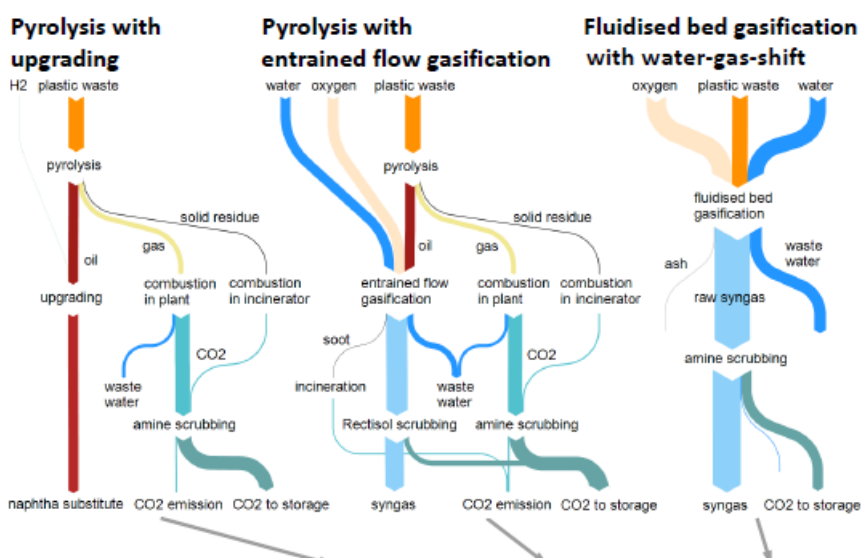 Pyrolysis with
upgrading
H2 plastic waste
pyrolysis
solid residue
gas
oil
upgrading
combustion
in plant
combustion
in incinerator
CO2
waste
water
amine scrubbing
naphtha substitute
CO2 emission
CO2 to storage
Pyrolysis with
entrained flow gasification
water oxygen plastic waste
pyrolysis
solid residue
oil
gas
entrained flow
gasification
combustion
in plant
combustion
in incinerator
soot
CO2
incineration
waste
water
Rectisol scrubbing
amine scrubbing
syngas
CO2 emission
CO2 to storage
Fluidised bed gasification
with water-gas-shift
oxygen plastic waste water
fluidised bed
gasification
ash
waste
water
raw syngas
amine scrubbing
syngas
CO2 to storage